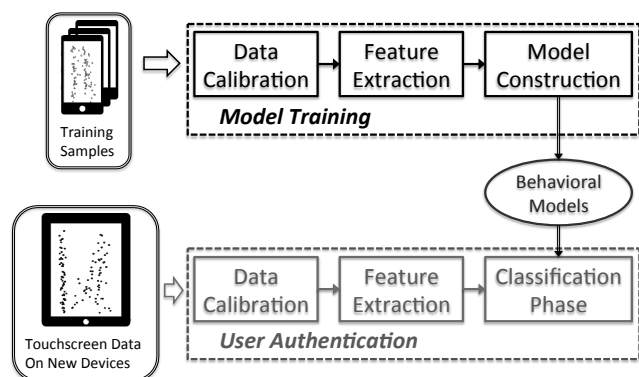 Data
Calibration
Feature
Extraction
Model
Construction
Model Training
Training
Samples
Behavioral
Models
Data
Calibration
Feature
Extraction
Classification
Phase
User Authentication
Touchscreen Data
On New Devices